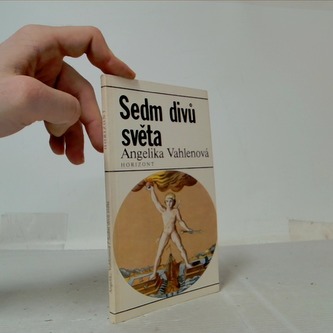 Sedm divů
světa
Angelika Vahlenová
HORIZONT